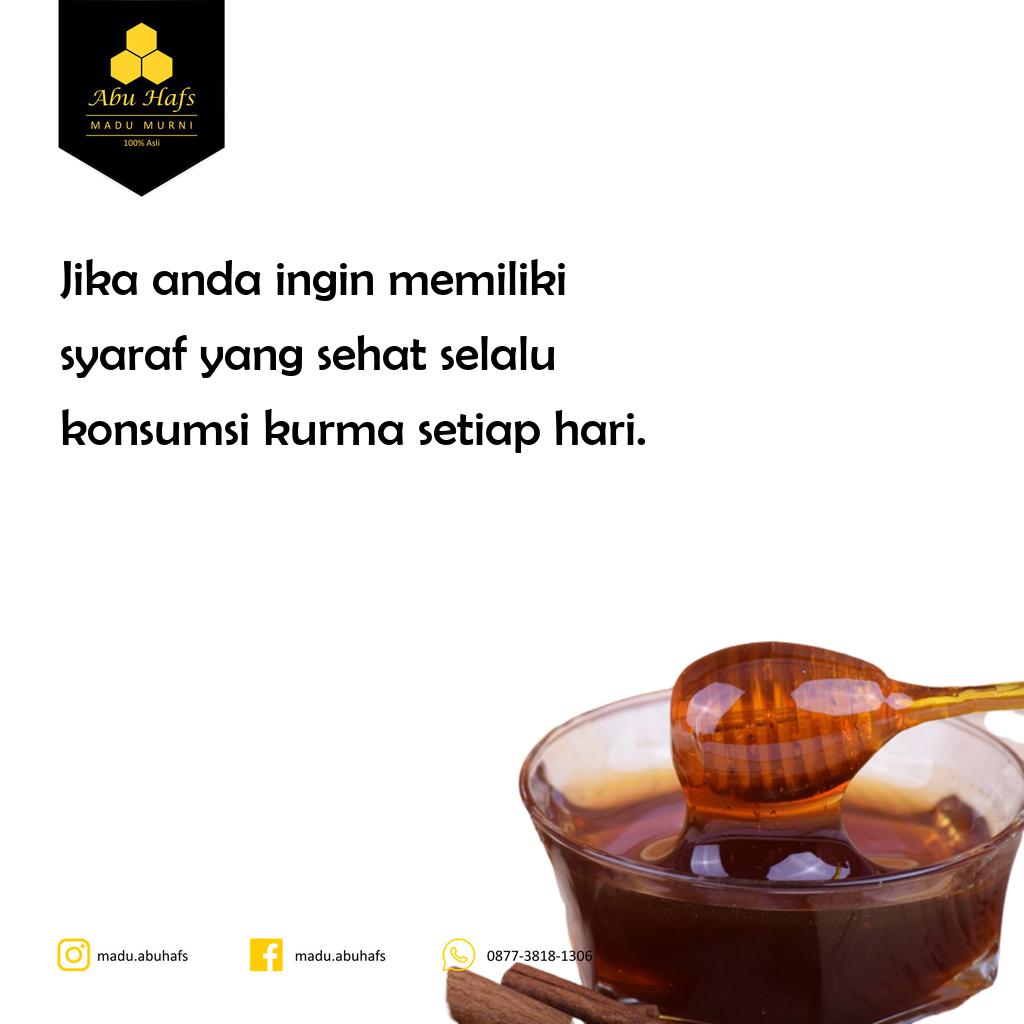 Abu Hafs
MADU MURNI
100% Asli
Jika anda ingin memiliki
syaraf yang sehat selalu
konsumsi kurma setiap hari.
madu.abuhafs
madu.abuhafs
0877-3818-1306